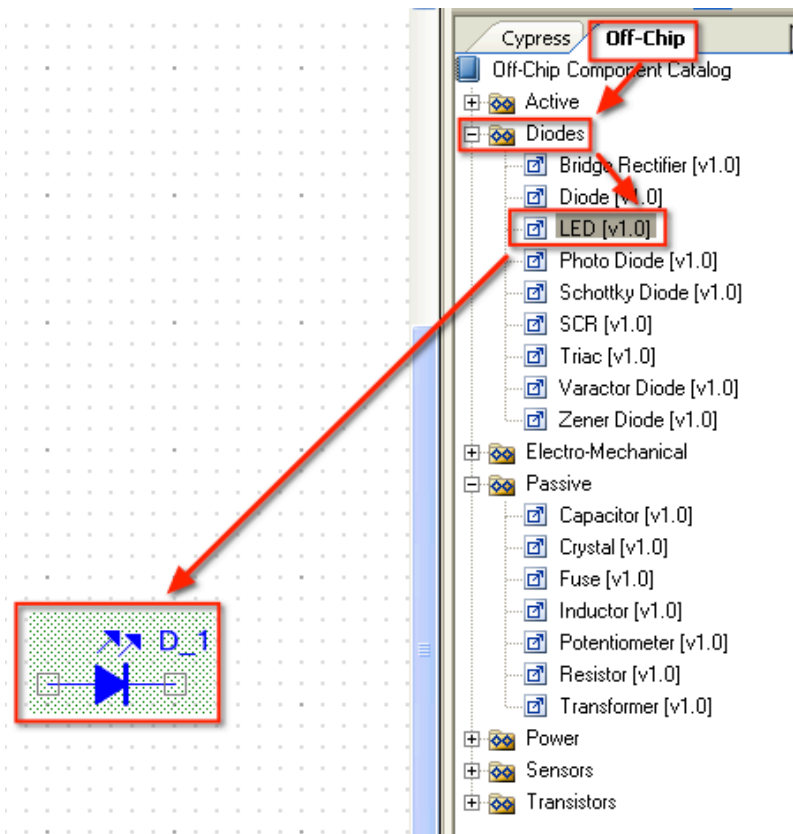 Cypress Off-Chip
Off-Chip Component Catalog
Active
Diodes
Bridge Rectifier [v1.0]
Diode [v1.0]
LED [v1.0]
Photo Diode [v1.0]
Schottky Diode [v1.0]
SCR [v1.0]
Triac [v1.0]
Varactor Diode [v1.0]
Zener Diode [v1.0]
Electro-Mechanical
Passive
Capacitor [v1.0]
Crystal [v1.0]
Fuse [v1.0]
Inductor [v1.0]
D_1
Potentiometer [v1.0]
Resistor [v1.0]
Transformer [v1.0]
Power
Sensors
Transistors